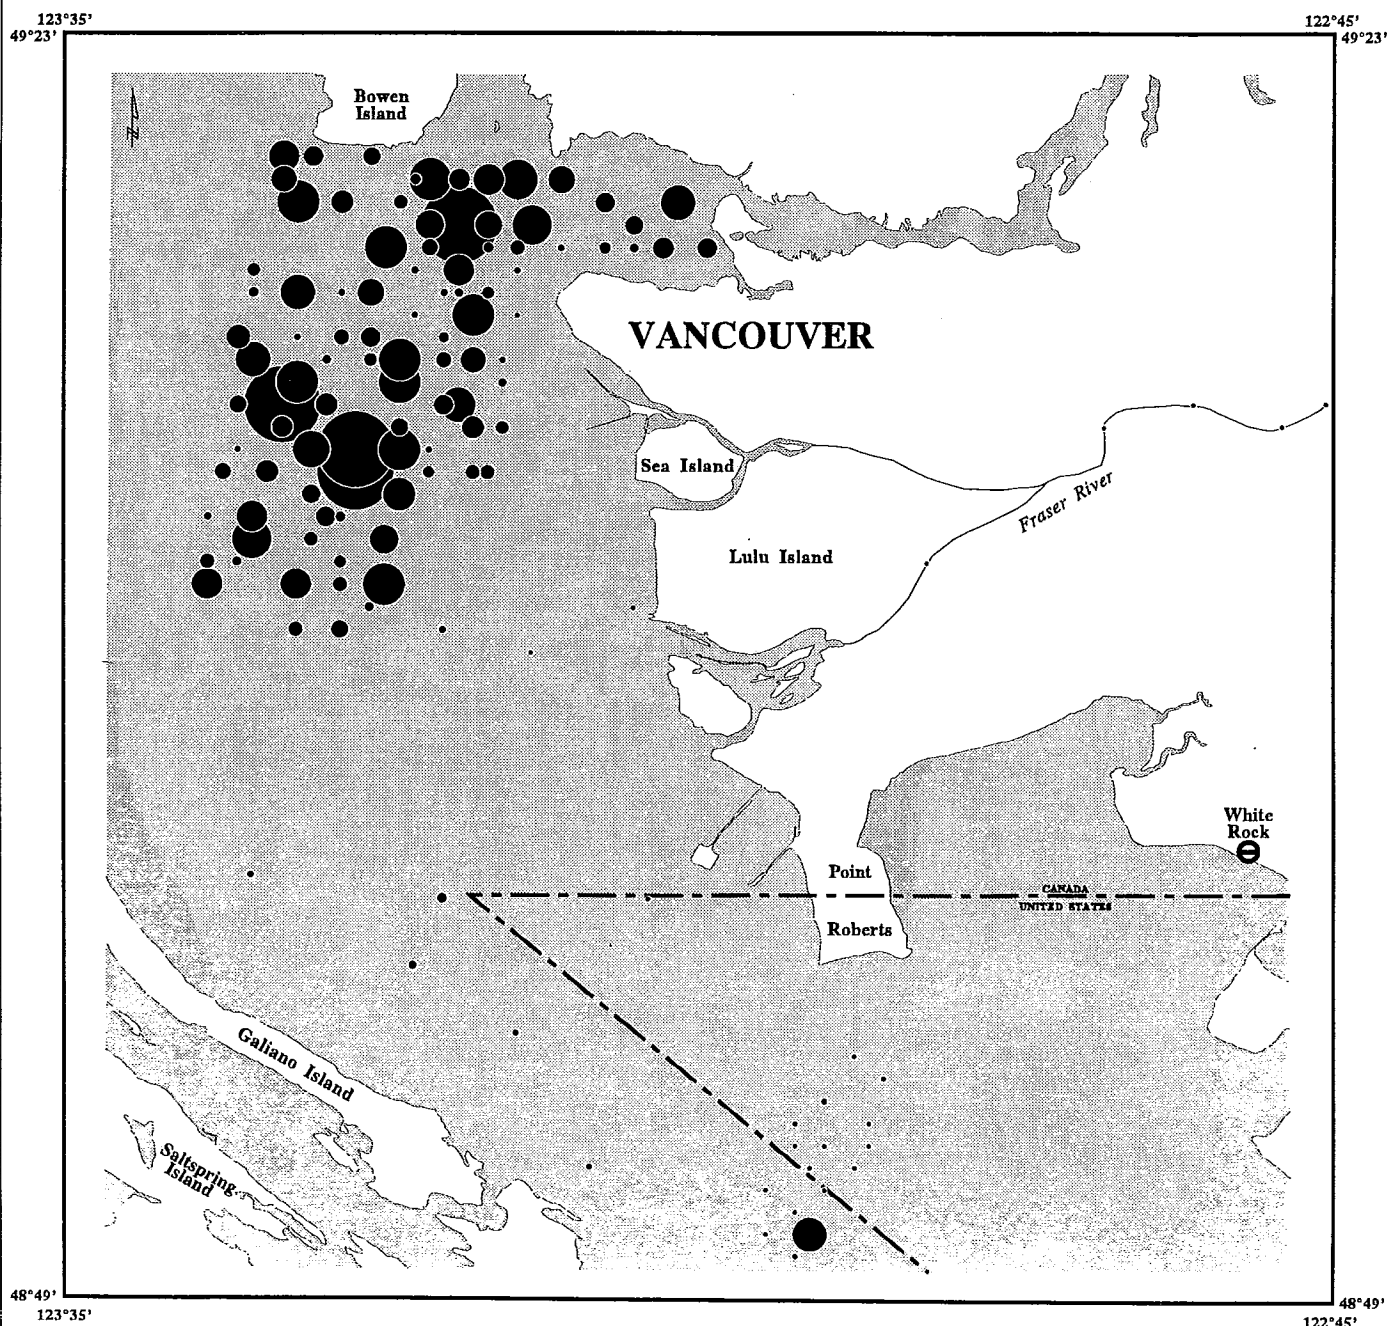 123°35'
122°45'
49°23'
49°23'
Bowen
Island
N
VANCOUVER
Sea Island
Fraser River
Lulu Island
White
Rock
Point
CANADA
UNITED STATES
Roberts
Galiano Island
Saltspring
Island
48°49'
48°49'
123°35'
122°45'